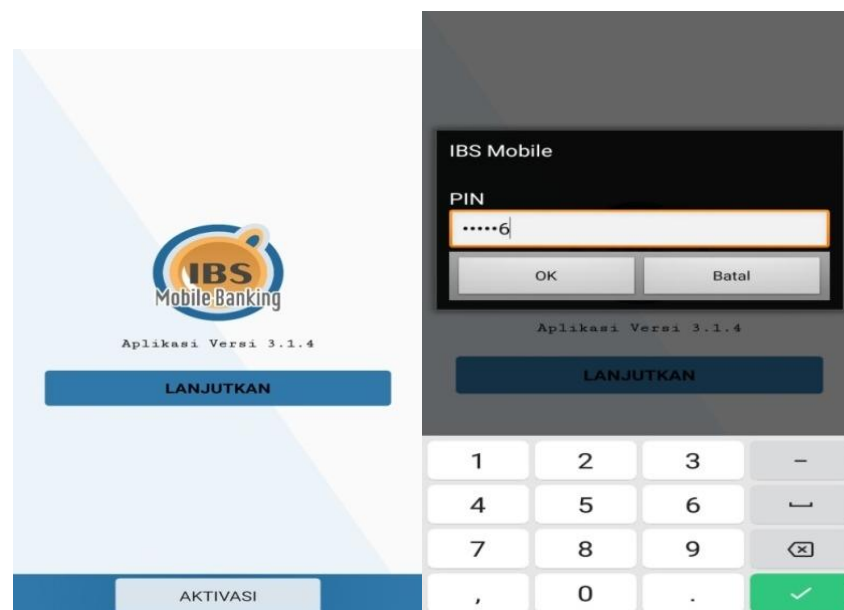 IBS
Mobile Banking
Aplikasi Versi 3.1.4
LANJUTKAN
AKTIVASI
IBS Mobile
PIN
•••••6
OK Batal
Aplikasi Versi 3.1.4
LANJUTKAN
1 2 3 -
4 5 6
7 8 9
, 0 .